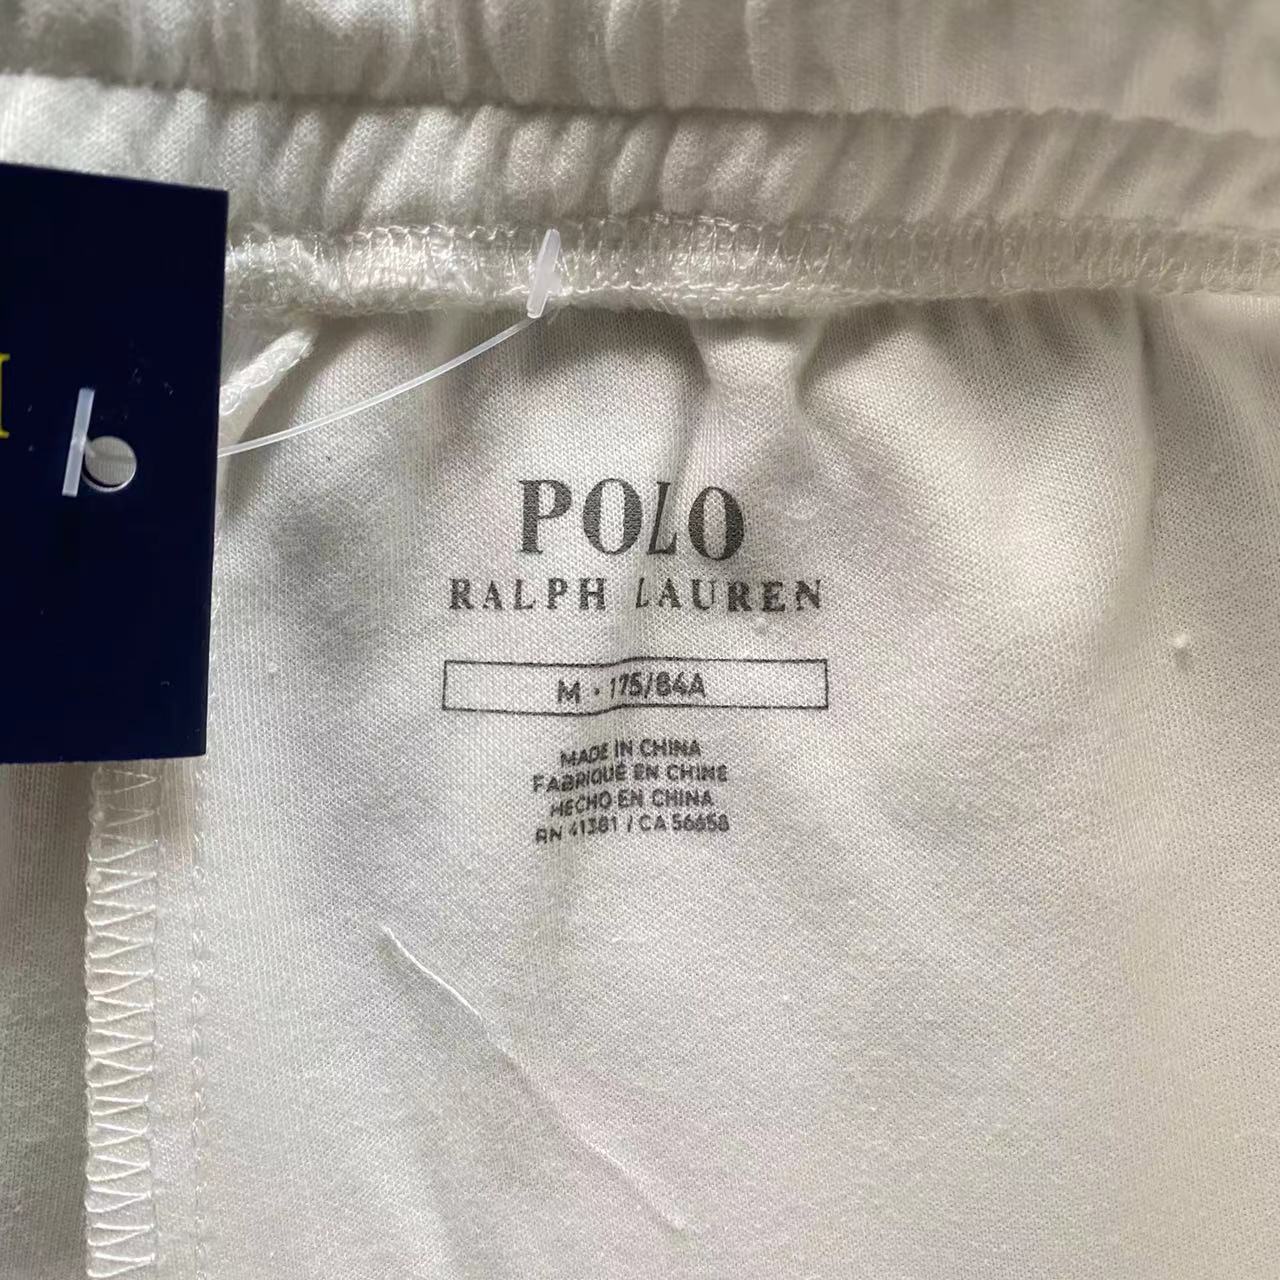 POLO
RALPH LAUREN
M · 175/84A
MADE IN CHINA
FABRIQUÉ EN CHINE
HECHO EN CHINA
RN 41381 / CA 56658